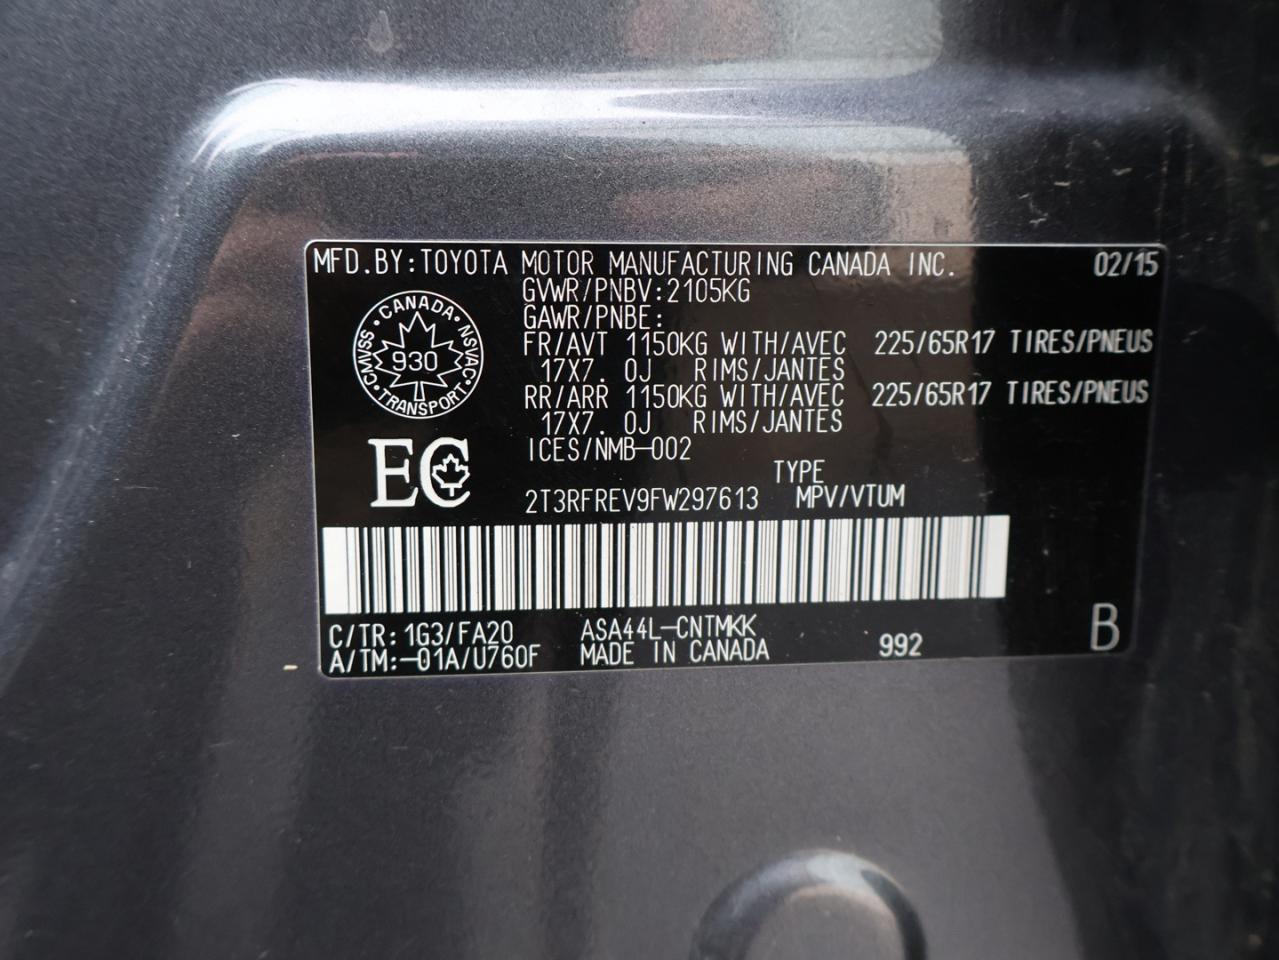 MFD.BY:TOYOTA MOTOR MANUFACTURING CANADA INC. 02/15
GVWR/PNBV:2105KG
GAWR/PNBE:
FR/AVT 1150KG WITH/AVEC 225/65R17 TIRES/PNEUS
17X7. 0J RIMS/JANTES
RR/ARR 1150KG WITH/AVEC 225/65R17 TIRES/PNEUS
17X7. 0J RIMS/JANTES
ICES/NMB-002
CANADA · NSVAC · TRANSPORT · CMVSS
930
EC
TYPE
2T3RFREV9FW297613 MPV/VTUM
C/TR: 1G3/FA20 ASA44L-CNTMKK
A/TM:-01A/U760F MADE IN CANADA 992 B